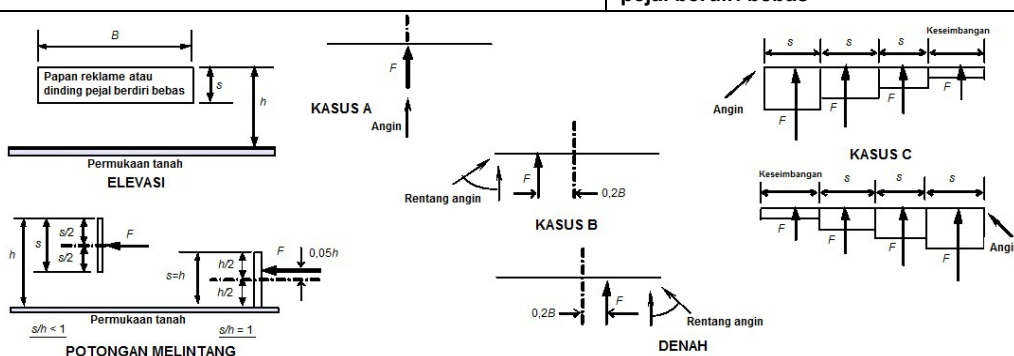 pejal berdiri bebas
B
Papan reklame atau
dinding pejal berdiri bebas
s
h
Permukaan tanah
ELEVASI
F
KASUS A
Angin
F
Rentang angin
0,2B
KASUS B
s
s
s
Keseimbangan
Angin
F
F
F
F
KASUS C
Keseimbangan
s
s
s
F
F
F
F
Angin
h
s
s/2
s/2
F
s=h
h/2
h/2
F
0,05h
Permukaan tanah
s/h < 1
s/h = 1
POTONGAN MELINTANG
0,2B
F
Rentang angin
DENAH